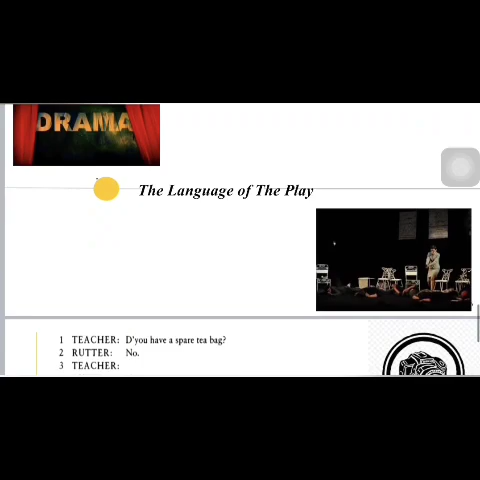 DRAMA
The Language of The Play
1 TEACHER: D'you have a spare tea bag?
2 RUTTER: No.
3 TEACHER: